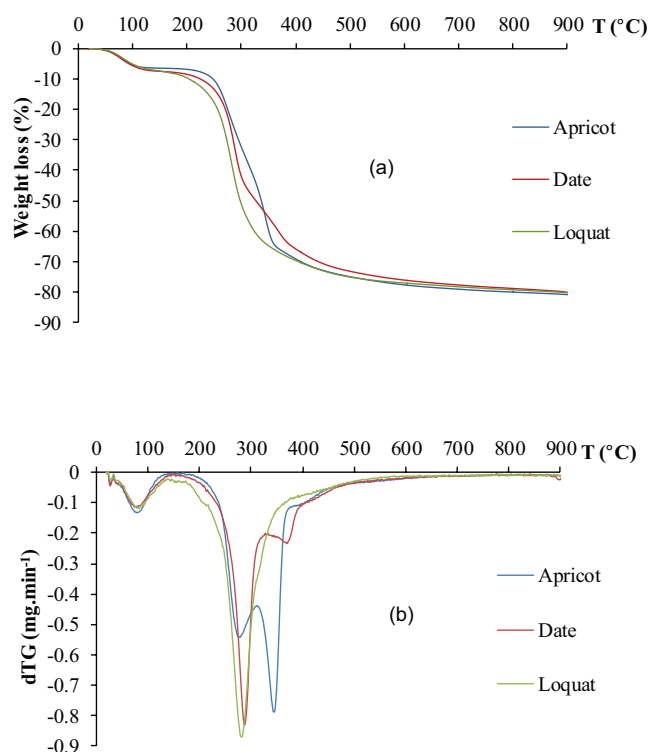 0 100 200 300 400 500 600 700 800 900 T (°C)
0
-10
-20
-30
-40
-50
-60
-70
-80
-90
Weight loss (%)
Apricot
Date
Loquat
(a)
0 100 200 300 400 500 600 700 800 900 T (°C)
0
-0.1
-0.2
-0.3
-0.4
-0.5
-0.6
-0.7
-0.8
-0.9
dTG (mg.min⁻¹)
Apricot
Date
Loquat
(b)